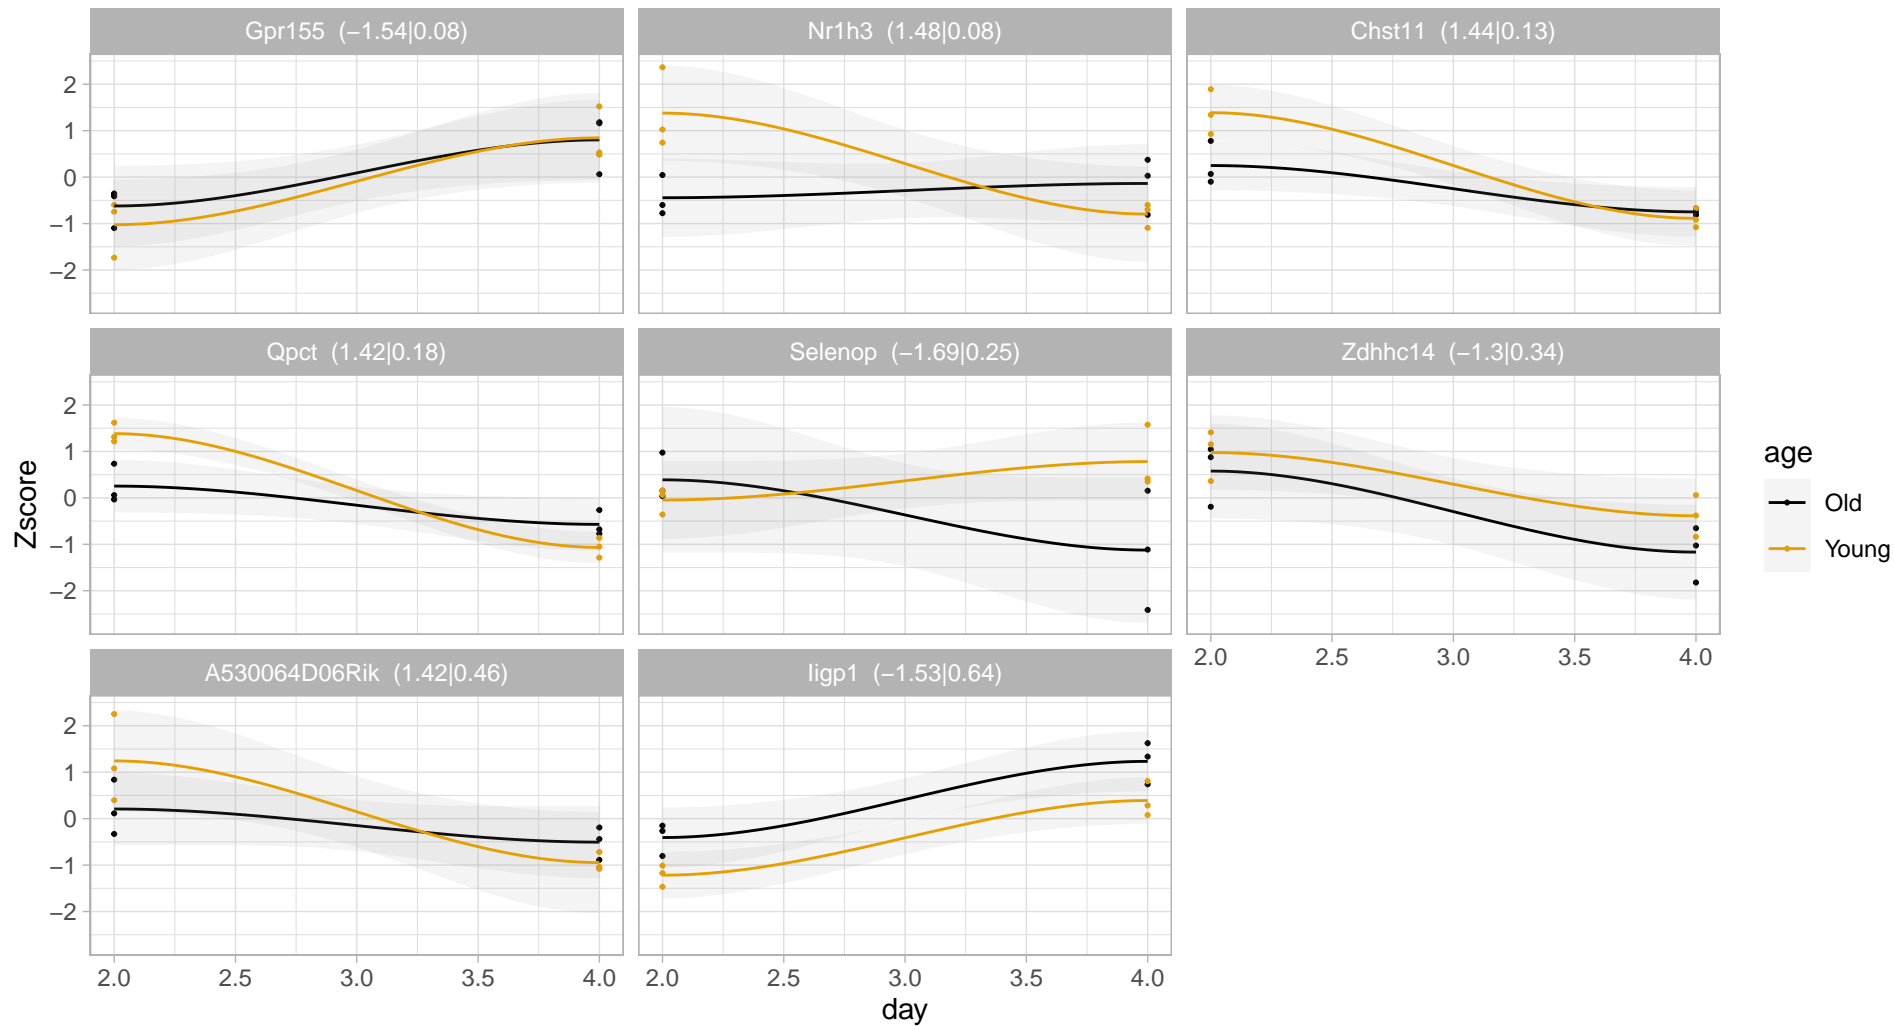 Gpr155  (−1.54|0.08)
Nr1h3  (1.48|0.08)
Chst11  (1.44|0.13)
2
1
0
−1
−2
Qpct  (1.42|0.18)
Selenop  (−1.69|0.25)
Zdhhc14  (−1.3|0.34)
2
1
0
−1
−2
2.0 2.5 3.0 3.5 4.0
A530064D06Rik  (1.42|0.46)
Iigp1  (−1.53|0.64)
2
1
0
−1
−2
2.0 2.5 3.0 3.5 4.0
2.0 2.5 3.0 3.5 4.0
day
Zscore
age
Old
Young